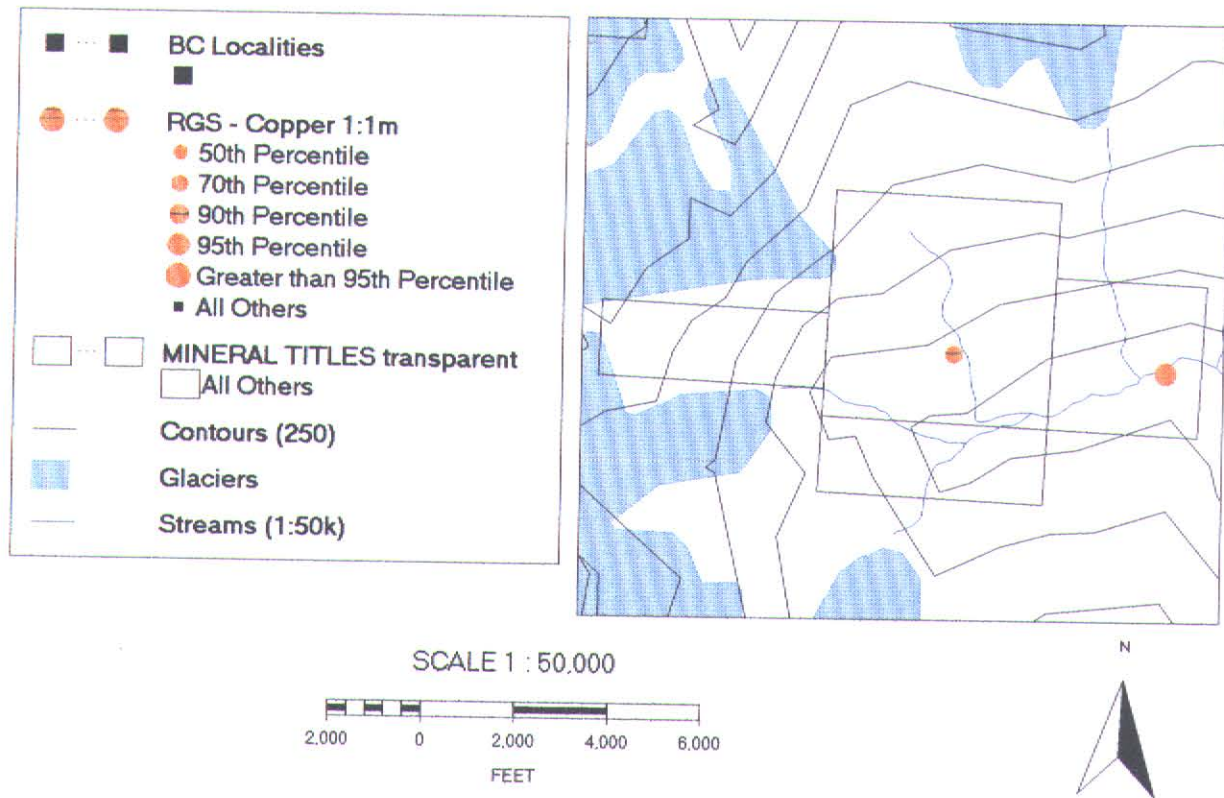 BC Localities
RGS - Copper 1:1m
50th Percentile
70th Percentile
90th Percentile
95th Percentile
Greater than 95th Percentile
All Others
MINERAL TITLES transparent
All Others
Contours (250)
Glaciers
Streams (1:50k)
SCALE 1 : 50,000
2,000 0 2,000 4,000 6,000
FEET
N